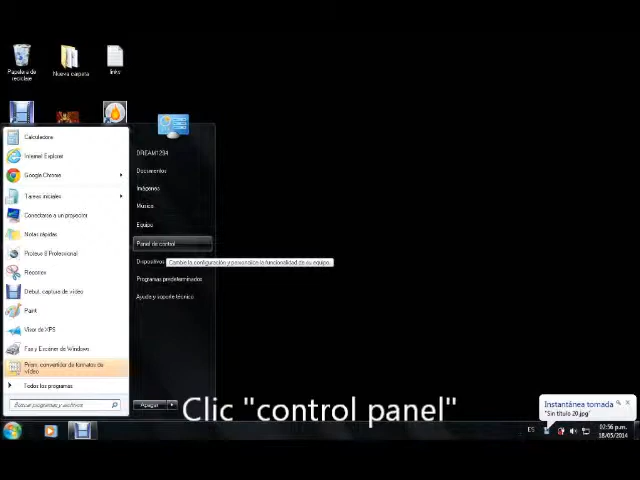 Papelera de
reciclaje
Nueva carpeta
links
Calculadora
Internet Explorer
Google Chrome
Tareas iniciales
Conectarse a un proyector
Notas rápidas
Proteus 8 Professional
Recortes
Debut, captura de vídeo
Paint
Visor de XPS
Fax y Escáner de Windows
Prism, convertidor de formatos de
vídeo
Todos los programas
Buscar programas y archivos
DREAM1284
Documentos
Imágenes
Música
Equipo
Panel de control
Dispositivos
Cambie la configuración y personalice la funcionalidad de su equipo.
Programas predeterminados
Ayuda y soporte técnico
Apagar
Clic "control panel"
Instantánea tomada
"Sin título 20.jpg"
ES
02:56 p.m.
18/05/2014